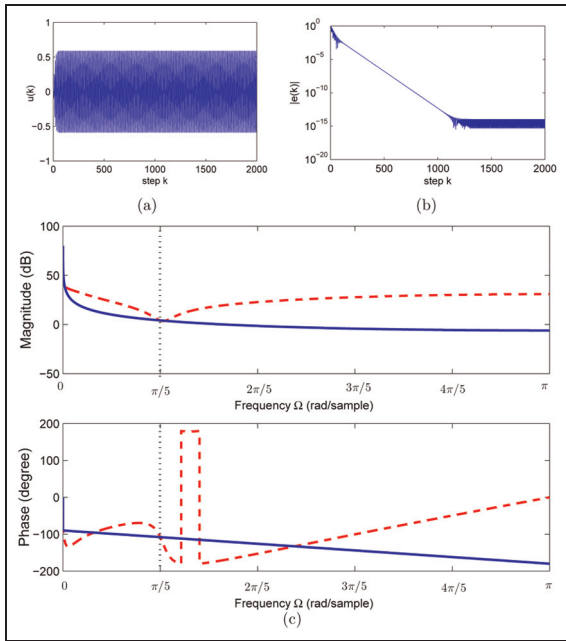 1
0.5
0
−0.5
−1
u(k)
0 500 1000 1500 2000
step k
(a)
10^0
10^−5
10^−10
10^−15
10^−20
|e(k)|
0 500 1000 1500 2000
step k
(b)
100
50
0
−50
Magnitude (dB)
0 π/5 2π/5 3π/5 4π/5 π
Frequency Ω (rad/sample)
200
100
0
−100
−200
Phase (degree)
0 π/5 2π/5 3π/5 4π/5 π
Frequency Ω (rad/sample)
(c)